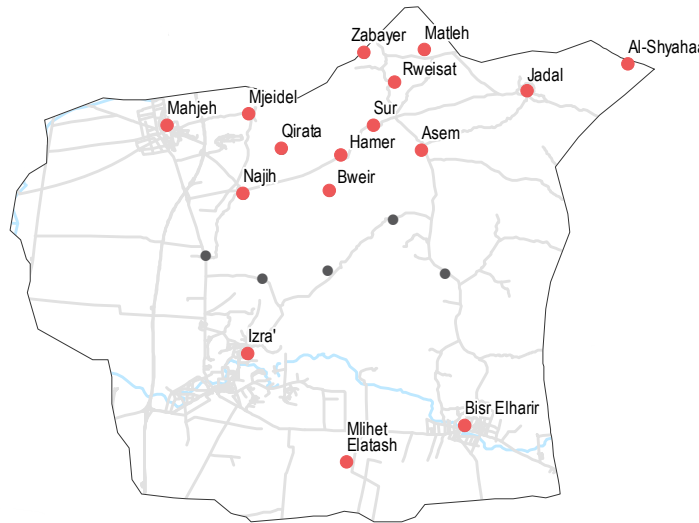 Zabayer
Matleh
Al-Shyahaa
Rweisat
Jadal
Mahjeh
Mjeidel
Sur
Qirata
Hamer
Asem
Najih
Bweir
Izra'
Bisr Elharir
Mlihet
Elatash